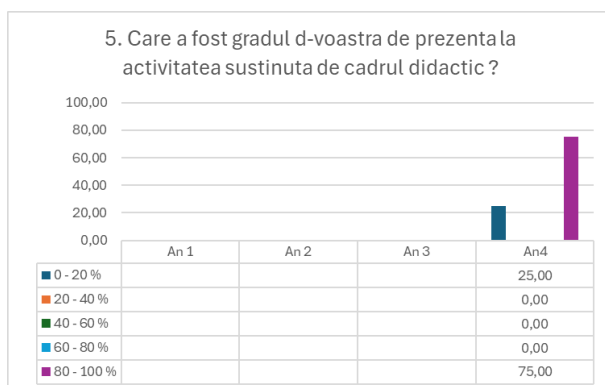 5. Care a fost gradul d-voastra de prezenta la
activitatea sustinuta de cadrul didactic ?
100,00
80,00
60,00
40,00
20,00
0,00
An 1 An 2 An 3 An4
0 - 20 % 25,00
20 - 40 % 0,00
40 - 60 % 0,00
60 - 80 % 0,00
80 - 100 % 75,00